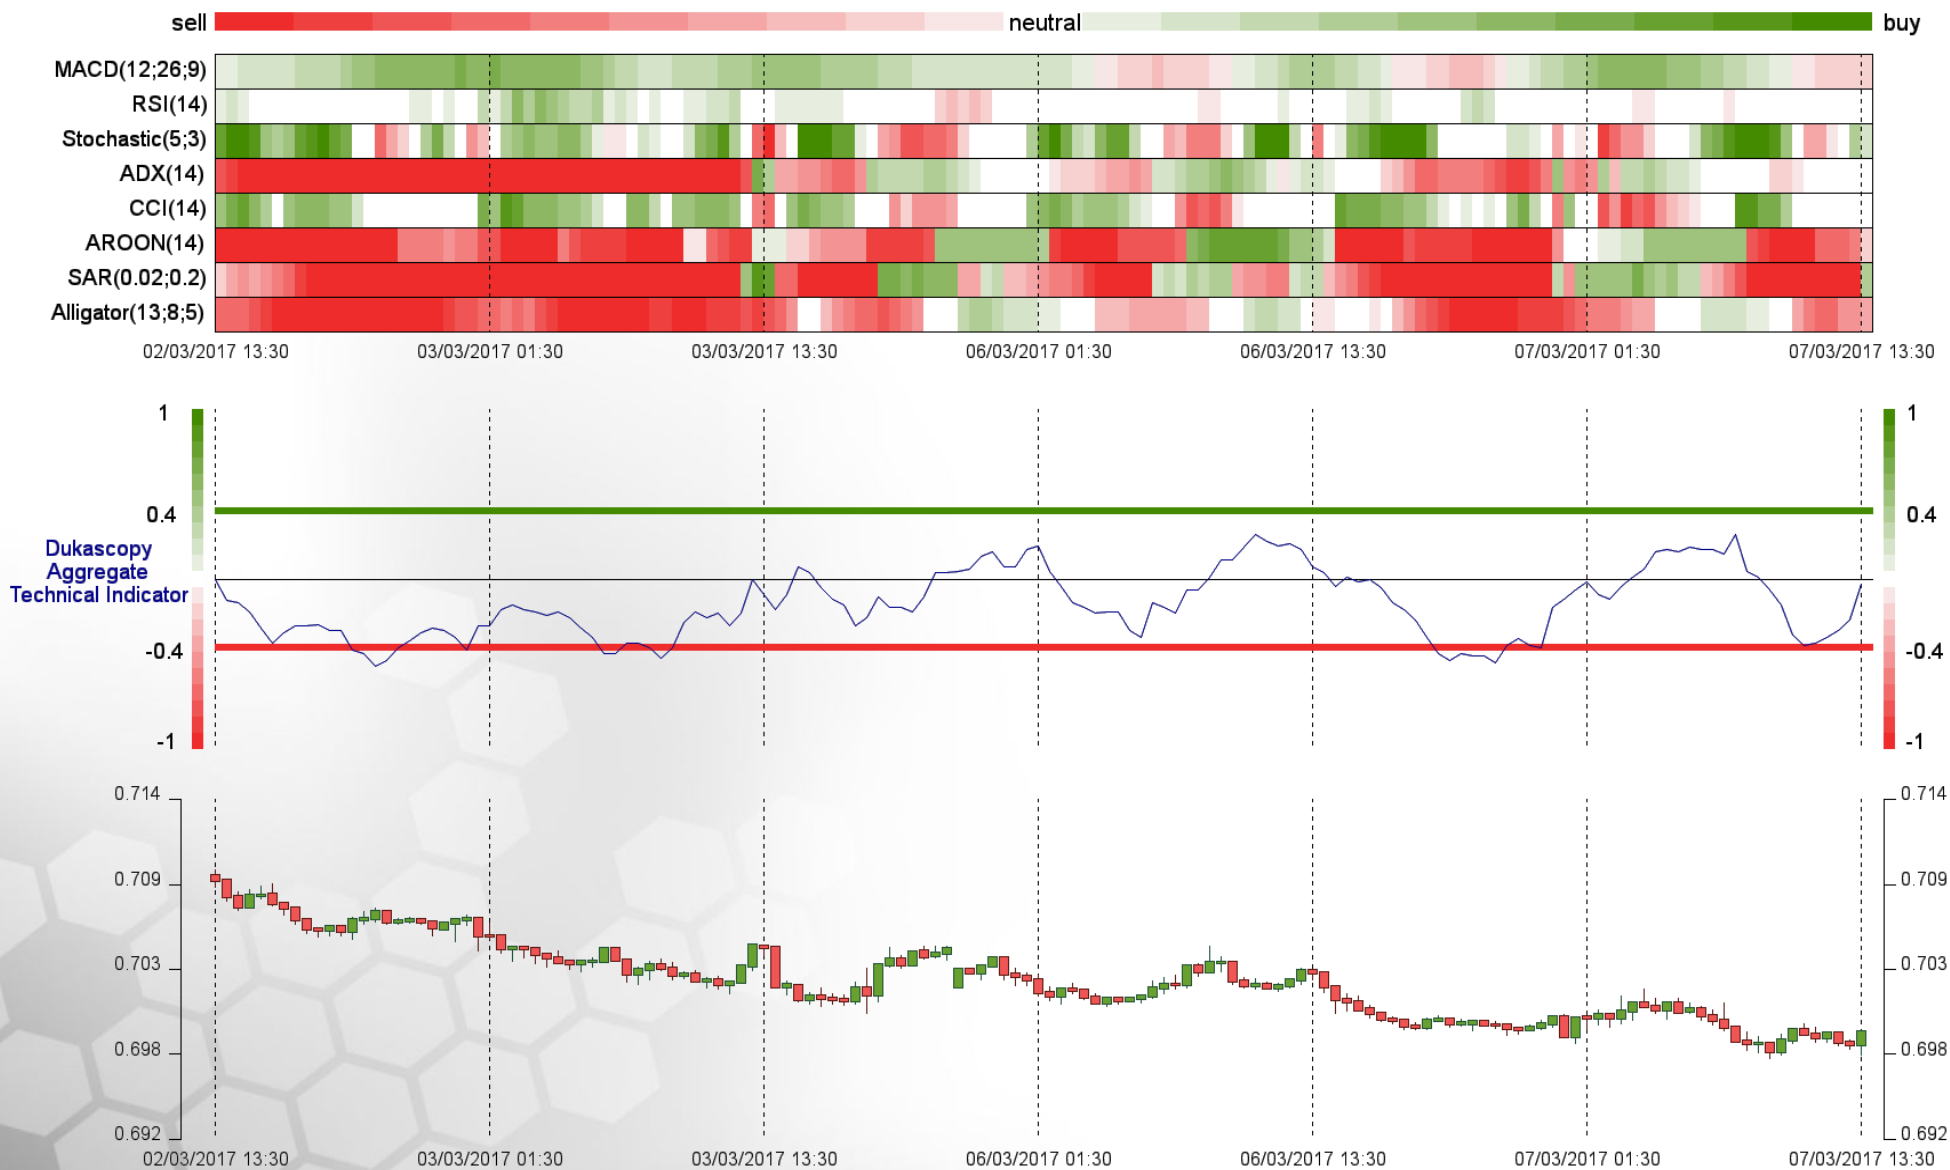 sell neutral buy
MACD(12;26;9)
RSI(14)
Stochastic(5;3)
ADX(14)
CCI(14)
AROON(14)
SAR(0.02;0.2)
Alligator(13;8;5)
02/03/2017 13:30 03/03/2017 01:30 03/03/2017 13:30 06/03/2017 01:30 06/03/2017 13:30 07/03/2017 01:30 07/03/2017 13:30
1 1
0.4 0.4
Dukascopy
Aggregate
Technical Indicator
-0.4 -0.4
-1 -1
0.714 0.714
0.709 0.709
0.703 0.703
0.698 0.698
0.692 0.692
02/03/2017 13:30 03/03/2017 01:30 03/03/2017 13:30 06/03/2017 01:30 06/03/2017 13:30 07/03/2017 01:30 07/03/2017 13:30